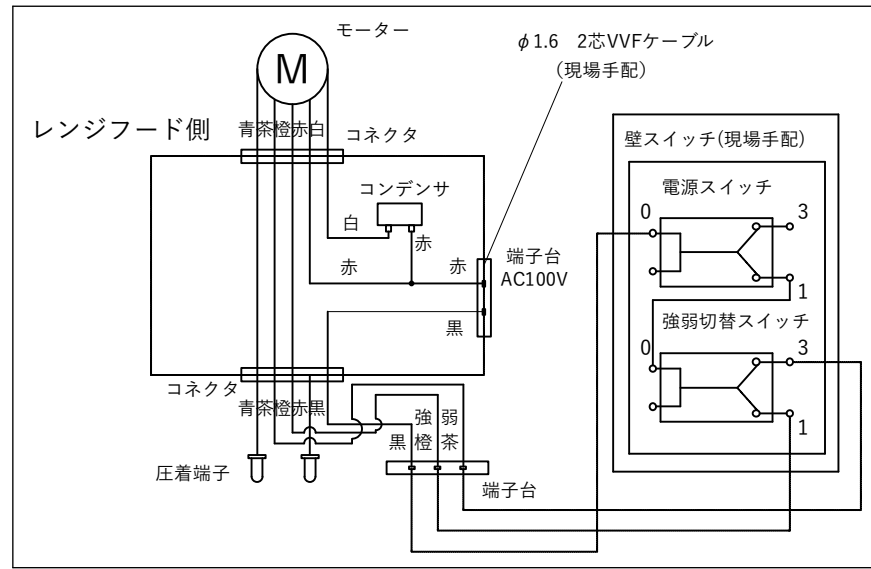 モーター
M
φ1.6 2芯VVFケーブル
(現場手配)
レンジフード側
青茶橙赤白
コネクタ
壁スイッチ(現場手配)
コンデンサ
電源スイッチ
白
赤
0
3
赤
赤
端子台
AC100V
1
黒
強弱切替スイッチ
0
3
コネクタ
青茶橙赤黒
強 弱
黒 橙 茶
1
圧着端子
端子台